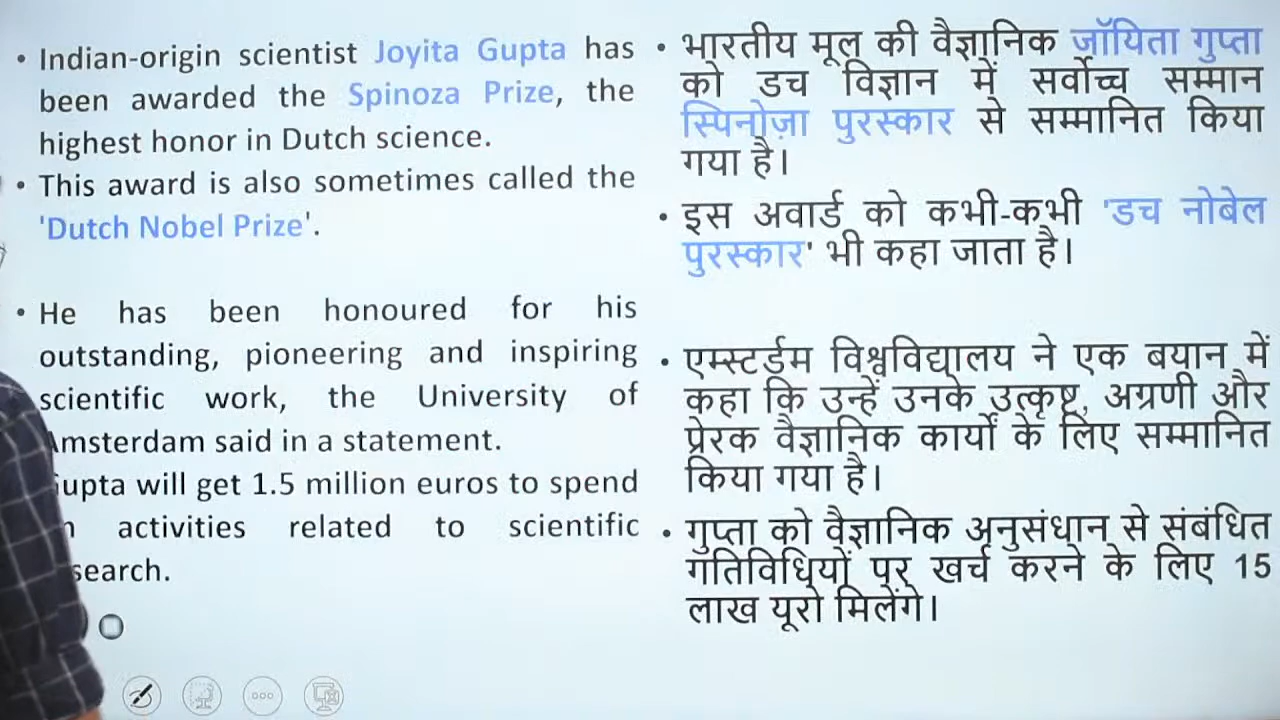 Indian-origin scientist Joyita Gupta has
been awarded the Spinoza Prize, the
highest honor in Dutch science.
This award is also sometimes called the
'Dutch Nobel Prize'.
He has been honoured for his
outstanding, pioneering and inspiring
scientific work, the University of
Amsterdam said in a statement.
Gupta will get 1.5 million euros to spend
activities related to scientific
search.
भारतीय मूल की वैज्ञानिक जॉयिता गुप्ता
को डच विज्ञान में सर्वोच्च सम्मान
स्पिनोज़ा पुरस्कार से सम्मानित किया
गया है।
इस अवार्ड को कभी-कभी 'डच नोबेल
पुरस्कार' भी कहा जाता है।
एम्स्टर्डम विश्वविद्यालय ने एक बयान में
कहा कि उन्हें उनके उत्कृष्ट, अग्रणी और
प्रेरक वैज्ञानिक कार्यों के लिए सम्मानित
किया गया है।
गुप्ता को वैज्ञानिक अनुसंधान से संबंधित
गतिविधियों पर खर्च करने के लिए 15
लाख यूरो मिलेंगे।